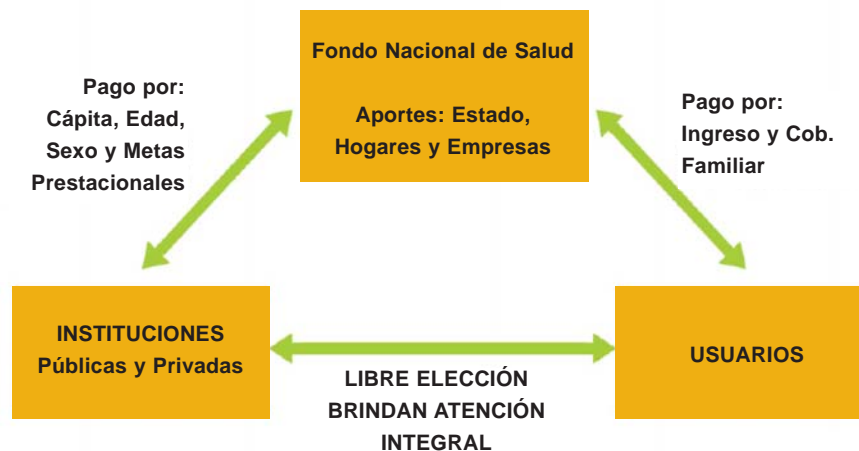 Fondo Nacional de Salud
Aportes: Estado,
Hogares y Empresas
Pago por:
Cápita, Edad,
Sexo y Metas
Prestacionales
Pago por:
Ingreso y Cob.
Familiar
INSTITUCIONES
Públicas y Privadas
LIBRE ELECCIÓN
BRINDAN ATENCIÓN
INTEGRAL
USUARIOS